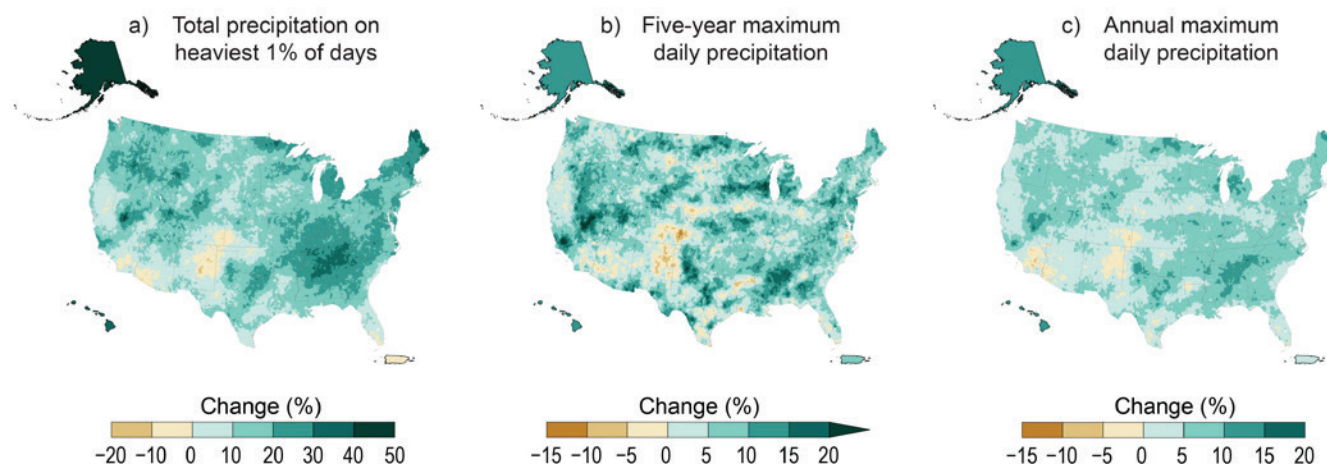 a) Total precipitation on
heaviest 1% of days
b) Five-year maximum
daily precipitation
c) Annual maximum
daily precipitation
Change (%)
−20 −10 0 10 20 30 40 50
Change (%)
−15 −10 −5 0 5 10 15 20
Change (%)
−15 −10 −5 0 5 10 15 20